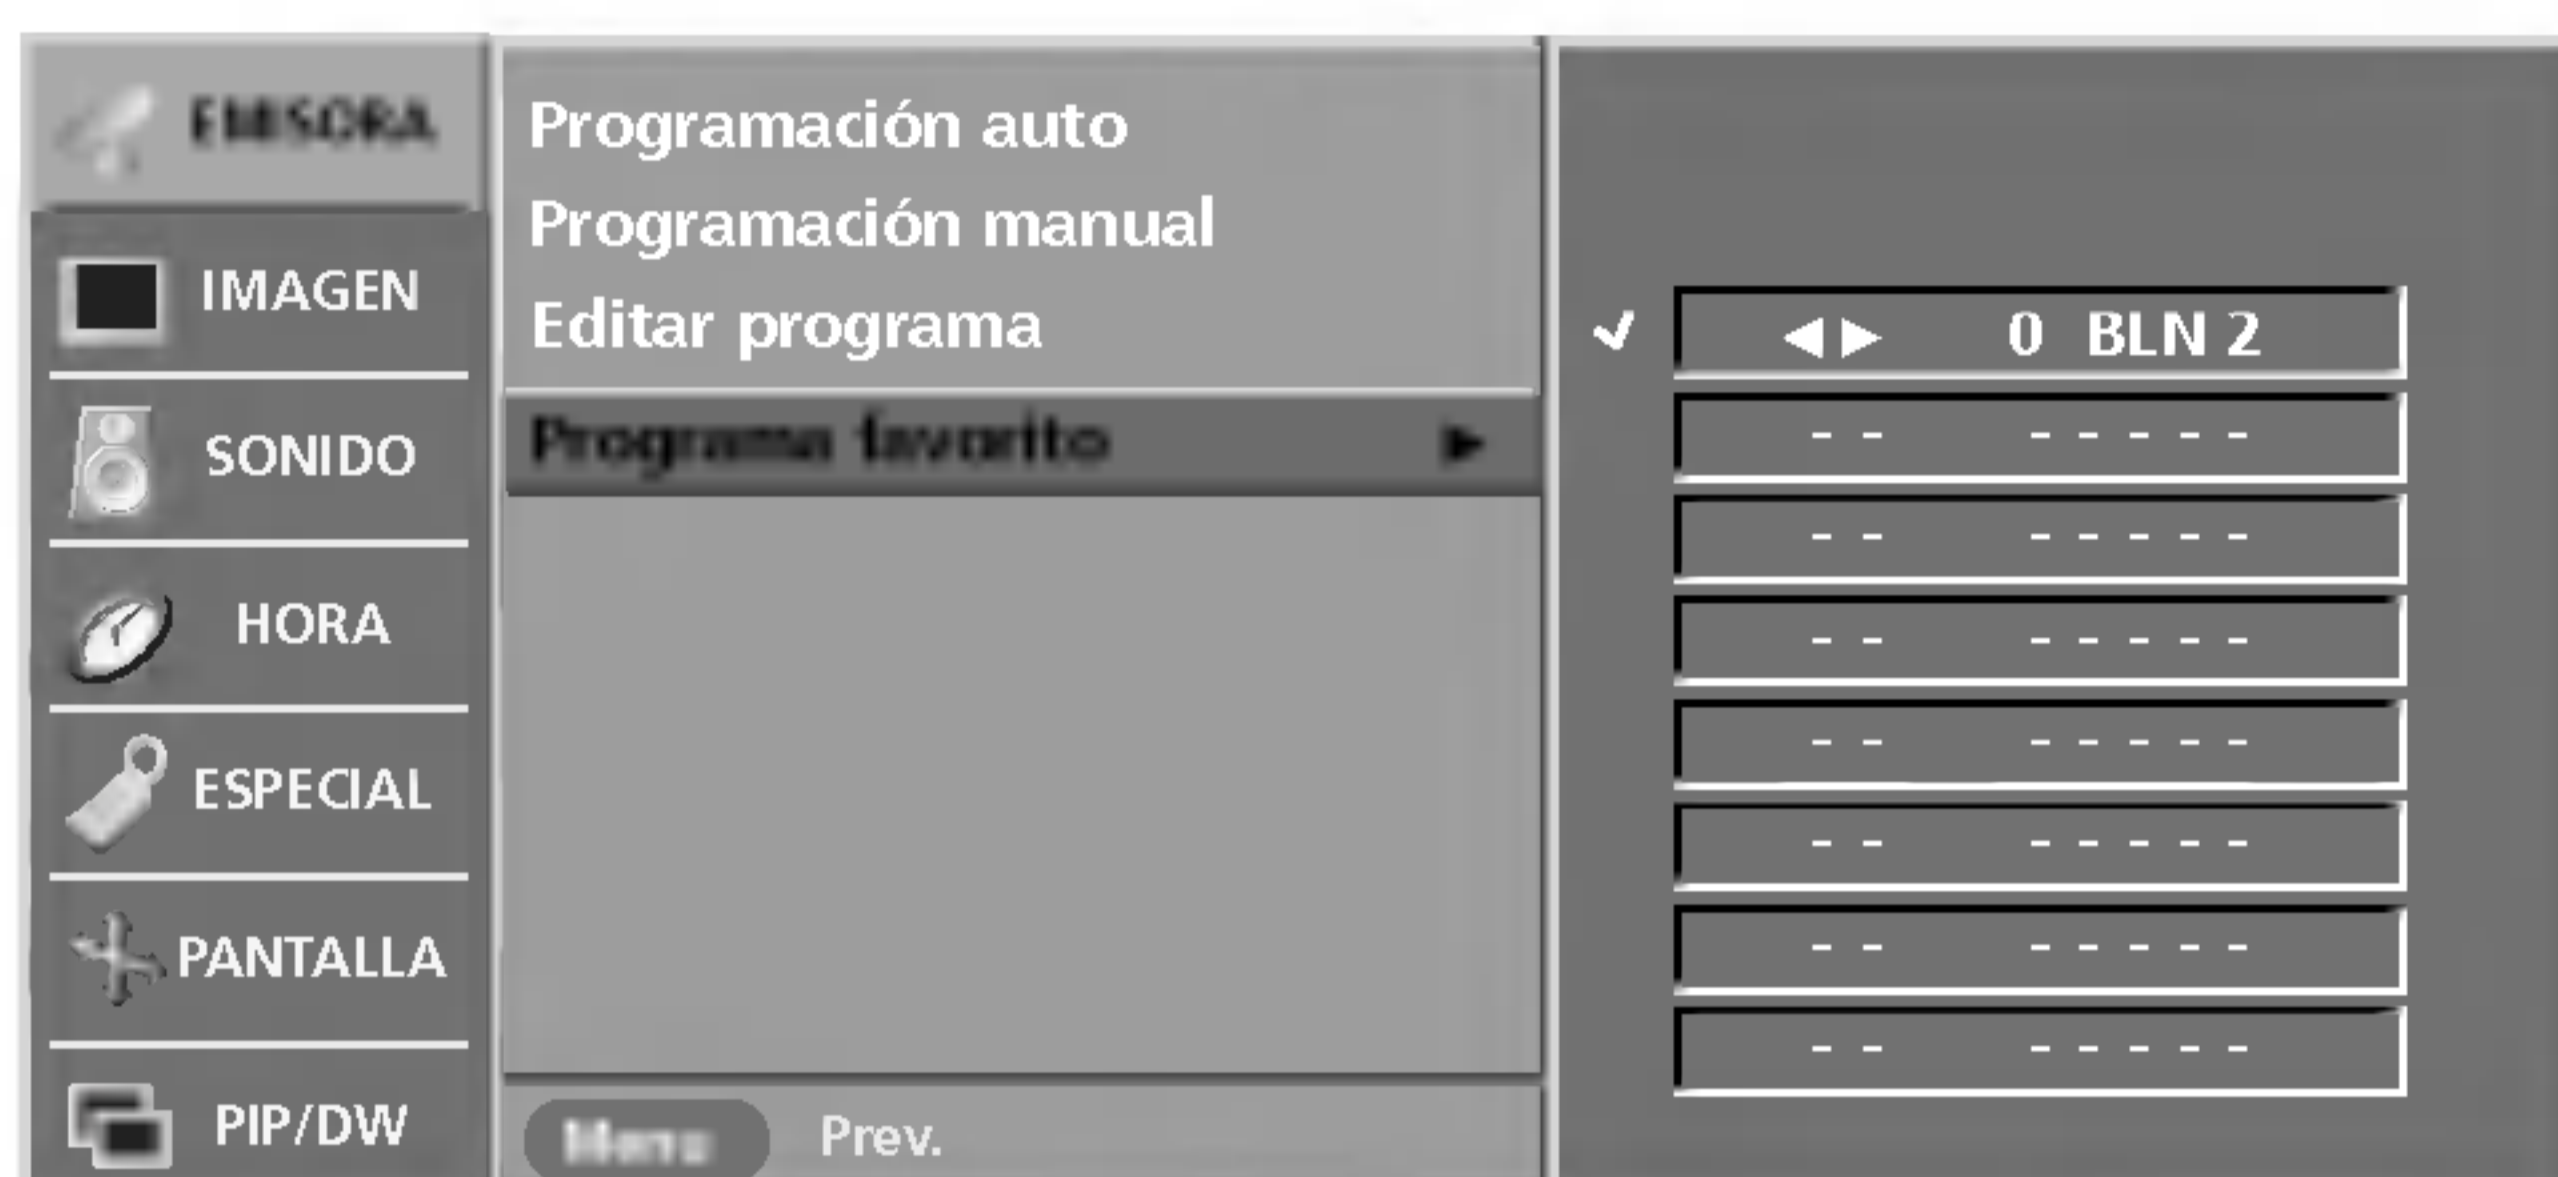 EMISORA
IMAGEN
SONIDO
HORA
ESPECIAL
PANTALLA
PIP/DW
Programación auto
Programación manual
Editar programa
Programa favorito ►
Menu Prev.
✓ ◄► 0 BLN 2
- - - - - - -
- - - - - - -
- - - - - - -
- - - - - - -
- - - - - - -
- - - - - - -
- - - - - - -